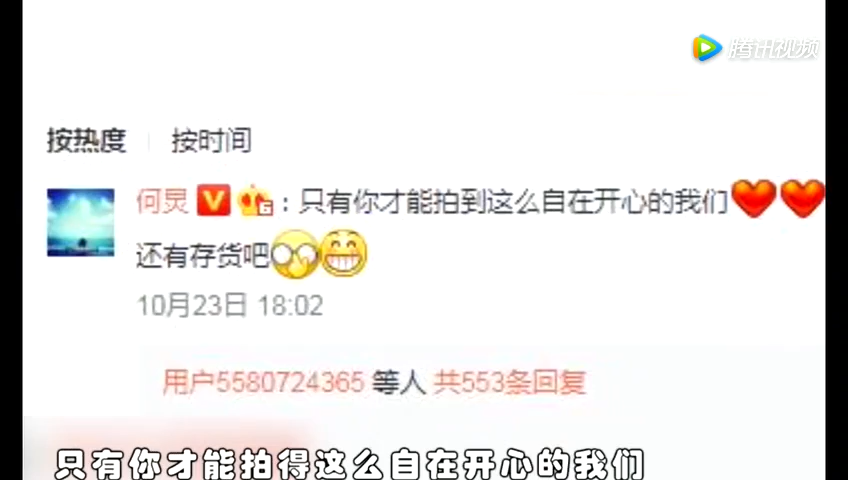 腾讯视频
按热度 按时间
何炅 V 6：只有你才能拍到这么自在开心的我们
还有存货吧
10月23日 18:02
用户5580724365 等人 共553条回复
只有你才能拍得这么自在开心的我们